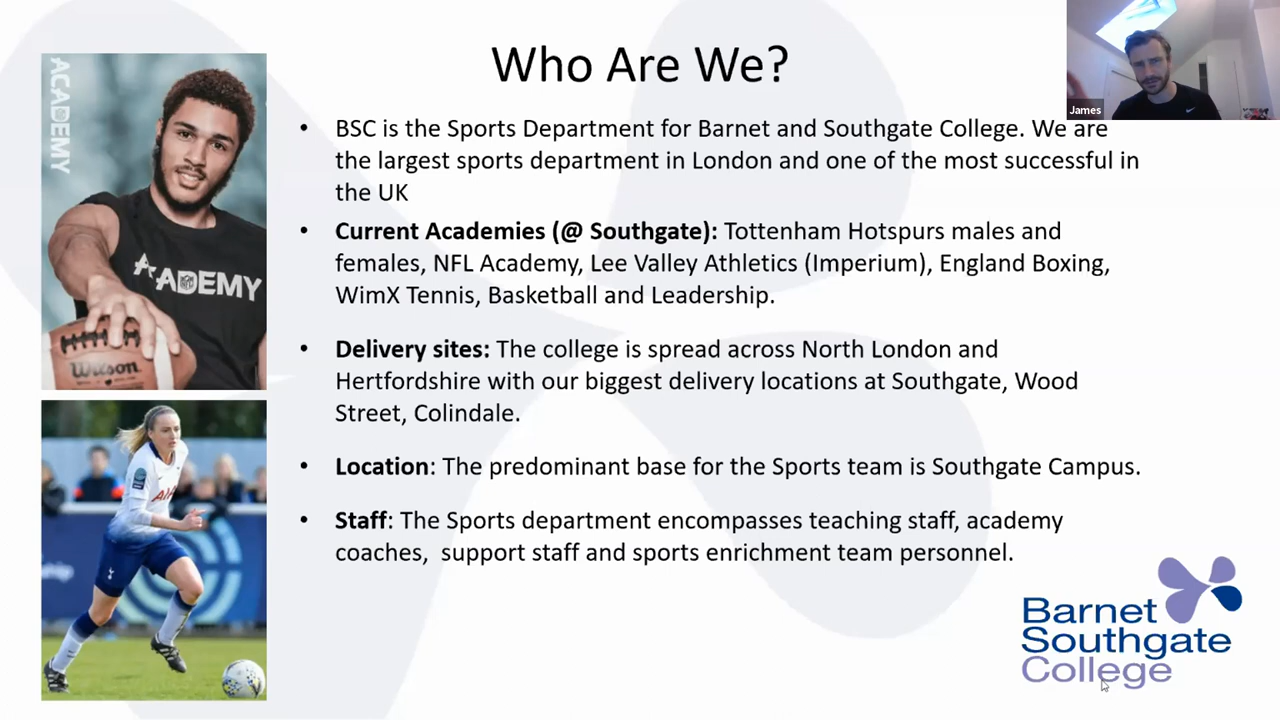 Who Are We?
James
ACADEMY
ACADEMY
Wilson
AIA
• BSC is the Sports Department for Barnet and Southgate College. We are
the largest sports department in London and one of the most successful in
the UK
• Current Academies (@ Southgate): Tottenham Hotspurs males and
females, NFL Academy, Lee Valley Athletics (Imperium), England Boxing,
WimX Tennis, Basketball and Leadership.
• Delivery sites: The college is spread across North London and
Hertfordshire with our biggest delivery locations at Southgate, Wood
Street, Colindale.
• Location: The predominant base for the Sports team is Southgate Campus.
• Staff: The Sports department encompasses teaching staff, academy
coaches,  support staff and sports enrichment team personnel.
Barnet
Southgate
College